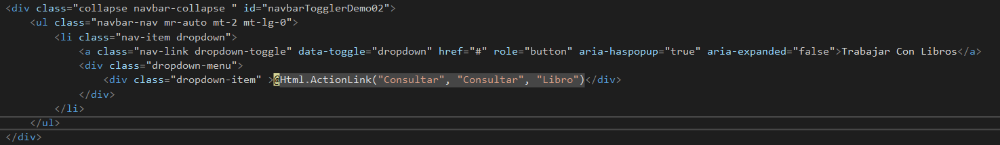 <div class="collapse navbar-collapse " id="navbarTogglerDemo02">
<ul class="navbar-nav mr-auto mt-2 mt-lg-0">
<li class="nav-item dropdown">
<a class="nav-link dropdown-toggle" data-toggle="dropdown" href="#" role="button" aria-haspopup="true" aria-expanded="false">Trabajar Con Libros</a>
<div class="dropdown-menu">
<div class="dropdown-item" >@Html.ActionLink("Consultar", "Consultar", "Libro")</div>
</div>
</li>
</ul>
</div>